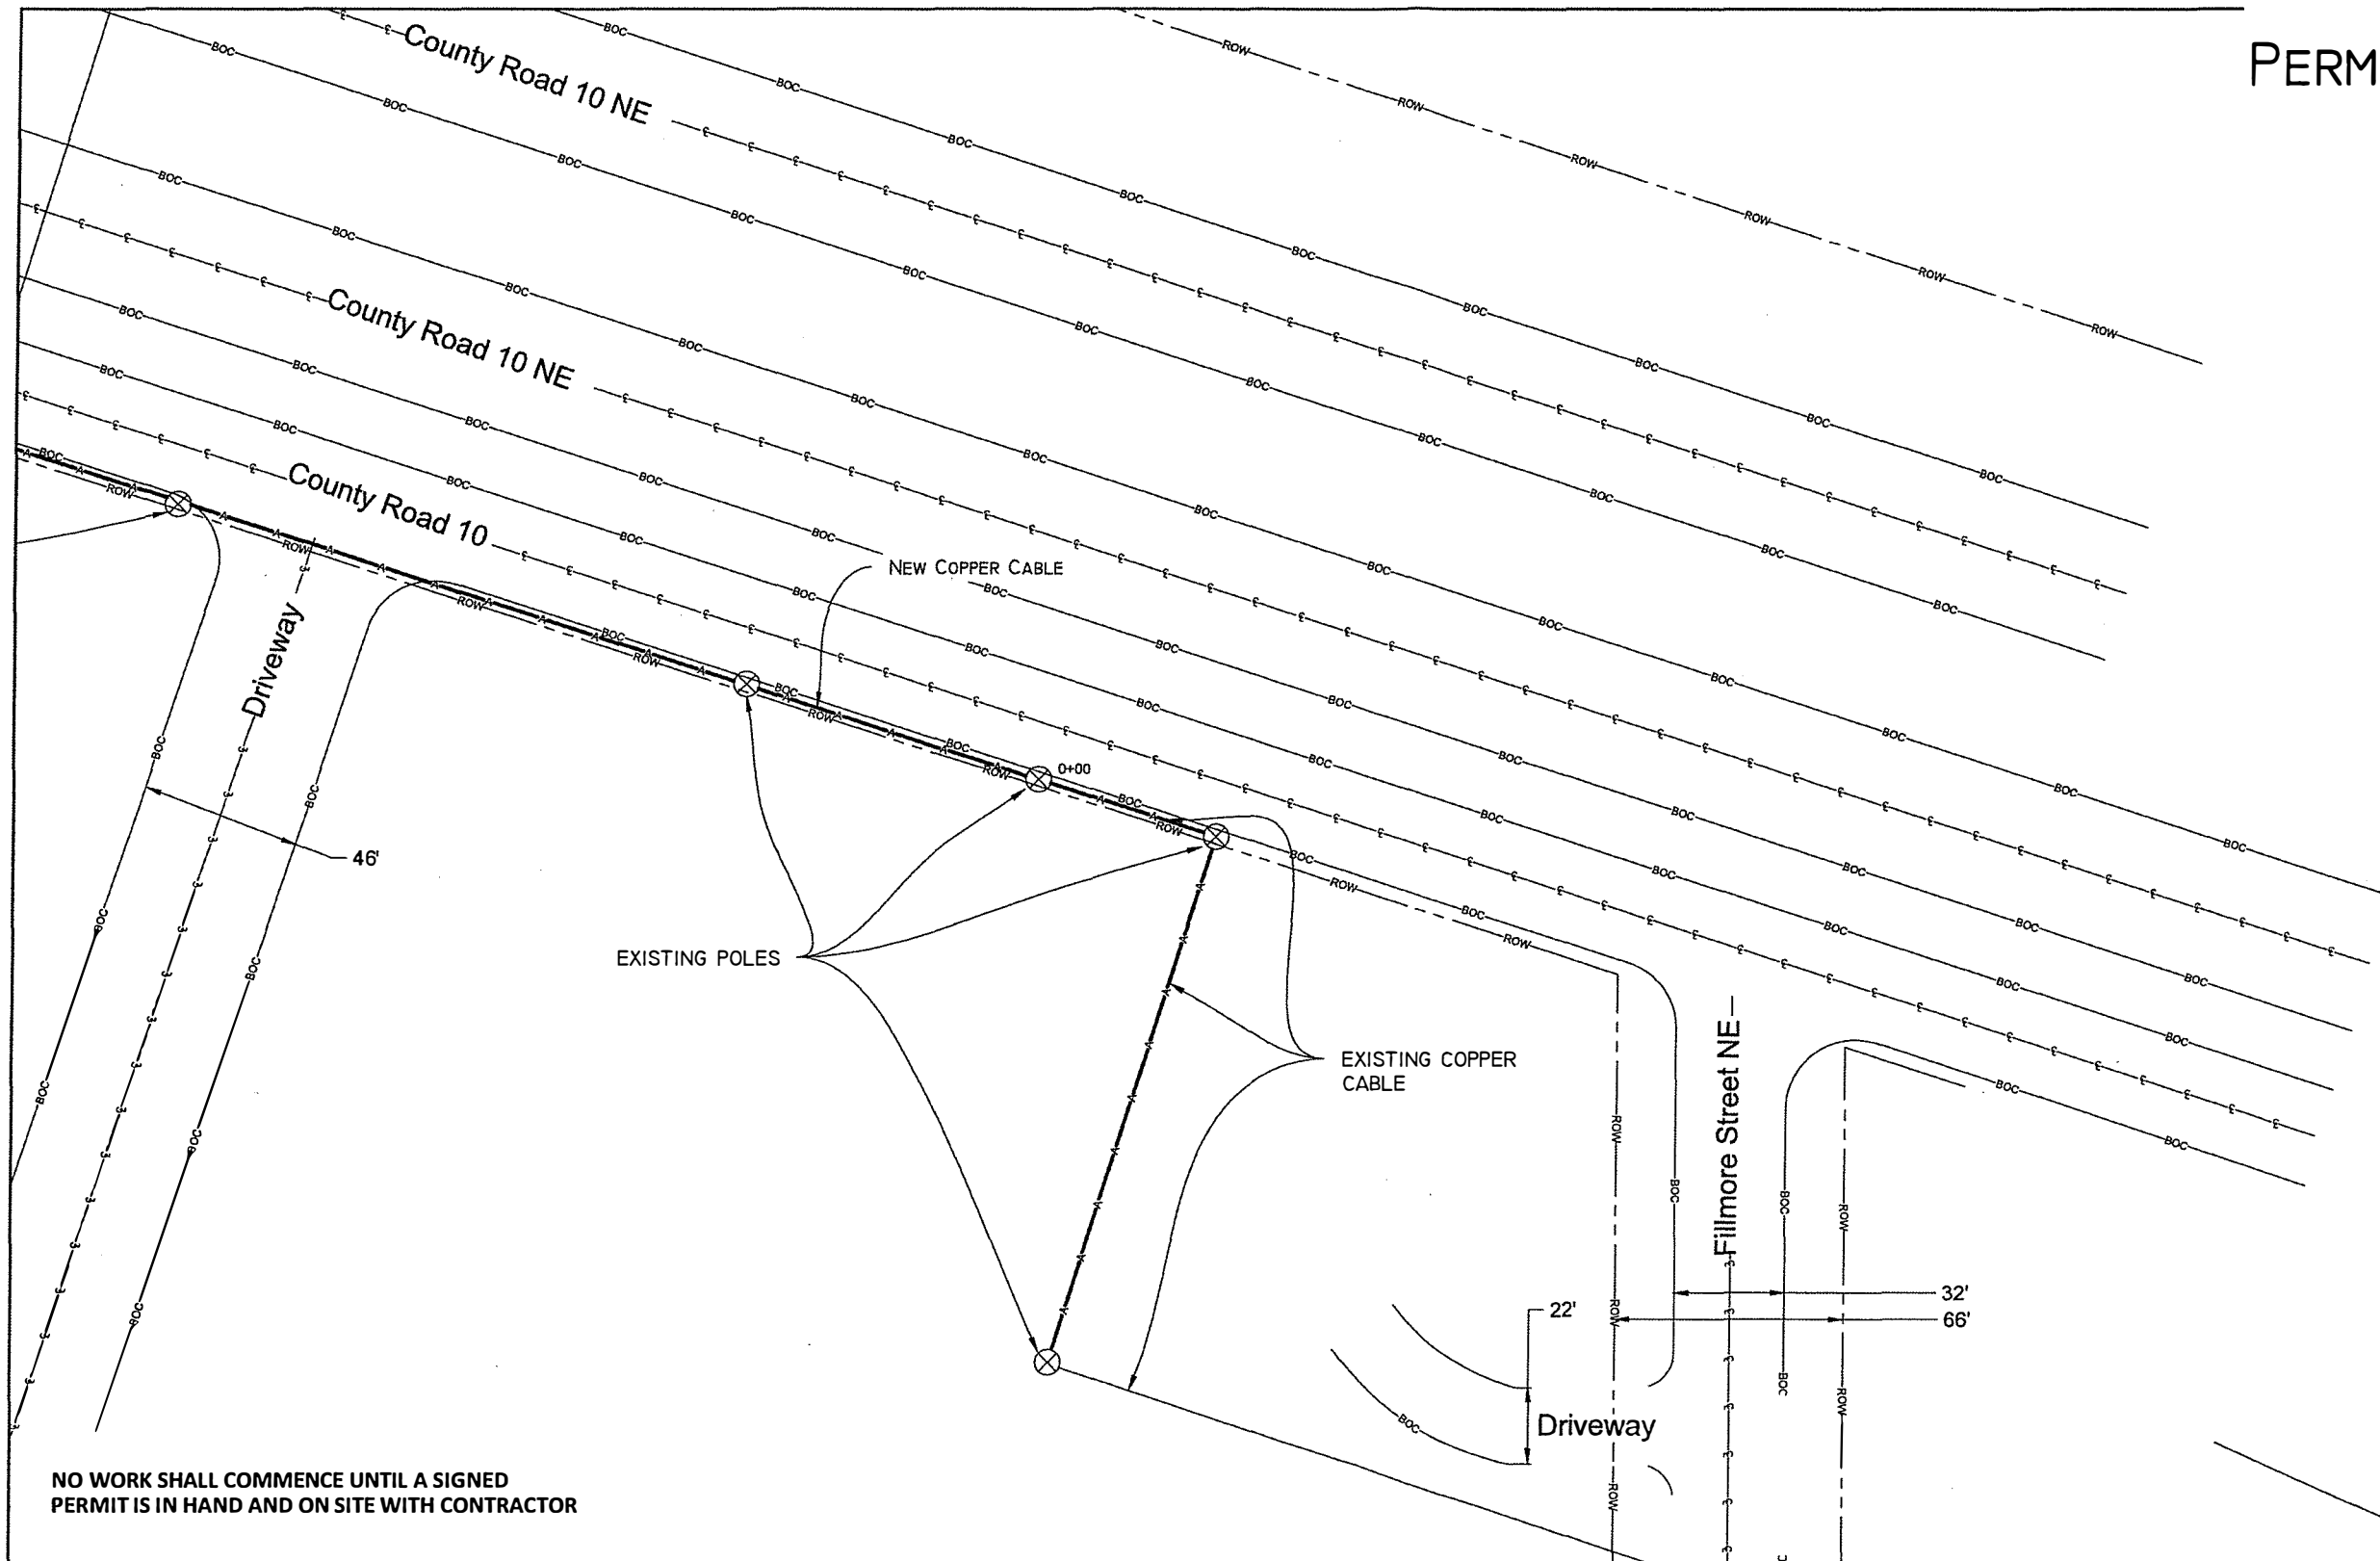 PERM
County Road 10 NE
County Road 10 NE
County Road 10
NEW COPPER CABLE
Driveway
0+00
46'
EXISTING POLES
EXISTING COPPER
CABLE
Fillmore Street NE
32'
66'
22'
Driveway
BOC
ROW
A
NO WORK SHALL COMMENCE UNTIL A SIGNED
PERMIT IS IN HAND AND ON SITE WITH CONTRACTOR